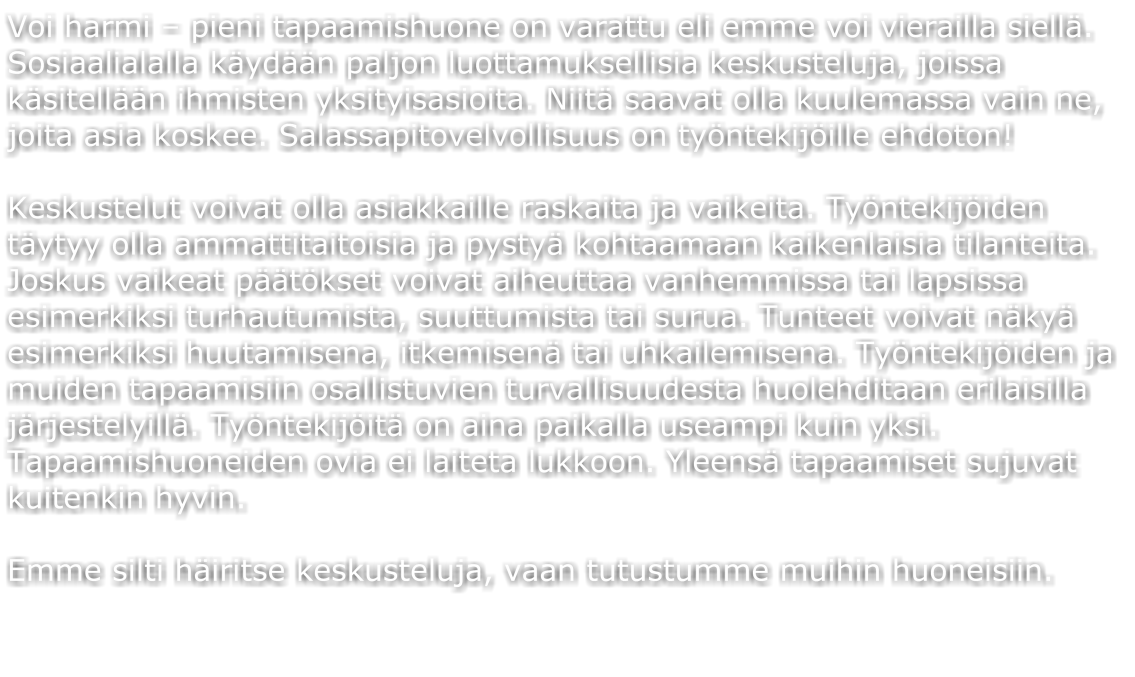 Voi harmi – pieni tapaamishuone on varattu eli emme voi vierailla siellä.
Sosiaalialalla käydään paljon luottamuksellisia keskusteluja, joissa
käsitellään ihmisten yksityisasioita. Niitä saavat olla kuulemassa vain ne,
joita asia koskee. Salassapitovelvollisuus on työntekijöille ehdoton!
Keskustelut voivat olla asiakkaille raskaita ja vaikeita. Työntekijöiden
täytyy olla ammattitaitoisia ja pystyä kohtaamaan kaikenlaisia tilanteita.
Joskus vaikeat päätökset voivat aiheuttaa vanhemmissa tai lapsissa
esimerkiksi turhautumista, suuttumista tai surua. Tunteet voivat näkyä
esimerkiksi huutamisena, itkemisenä tai uhkailemisena. Työntekijöiden ja
muiden tapaamisiin osallistuvien turvallisuudesta huolehditaan erilaisilla
järjestelyillä. Työntekijöitä on aina paikalla useampi kuin yksi.
Tapaamishuoneiden ovia ei laiteta lukkoon. Yleensä tapaamiset sujuvat
kuitenkin hyvin.
Emme silti häiritse keskusteluja, vaan tutustumme muihin huoneisiin.